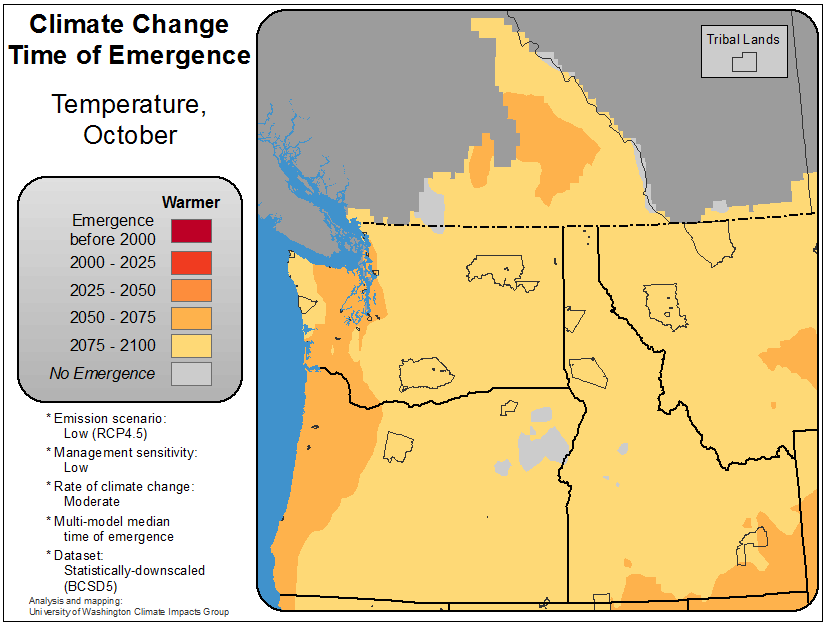 Climate Change
Time of Emergence
Temperature,
October
Warmer
Emergence
before 2000
2000 - 2025
2025 - 2050
2050 - 2075
2075 - 2100
No Emergence
* Emission scenario:
Low (RCP4.5)
* Management sensitivity:
Low
* Rate of climate change:
Moderate
* Multi-model median
time of emergence
* Dataset:
Statistically-downscaled
(BCSD5)
Analysis and mapping:
University of Washington Climate Impacts Group
Tribal Lands